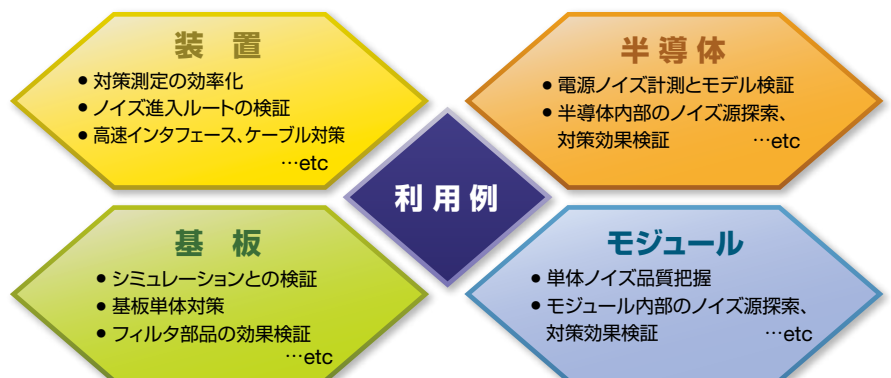 装 置
• 対策測定の効率化
• ノイズ進入ルートの検証
• 高速インタフェース、ケーブル対策
…etc
半 導 体
• 電源ノイズ計測とモデル検証
• 半導体内部のノイズ源探索、
対策効果検証 …etc
利 用 例
基 板
• シミュレーションとの検証
• 基板単体対策
• フィルタ部品の効果検証
…etc
モジュール
• 単体ノイズ品質把握
• モジュール内部のノイズ源探索、
対策効果検証 …etc